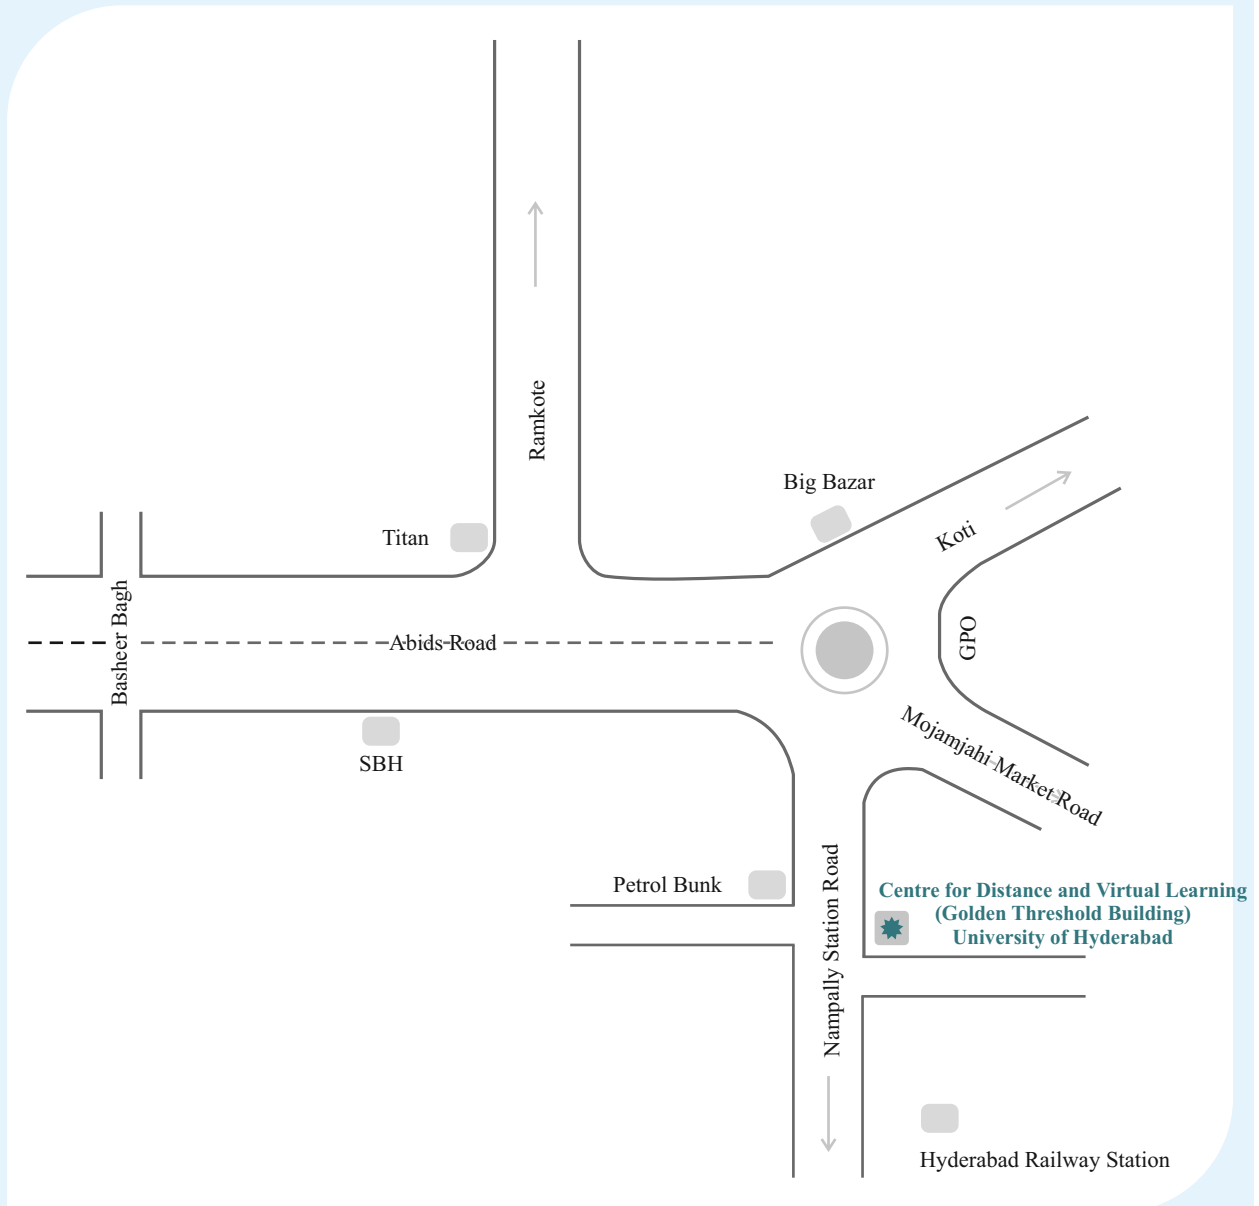 Ramkote
Big Bazar
Titan
Koti
Basheer Bagh
Abids Road
GPO
SBH
Mojamjahi Market Road
Petrol Bunk
Nampally Station Road
Centre for Distance and Virtual Learning
(Golden Threshold Building)
University of Hyderabad
Hyderabad Railway Station